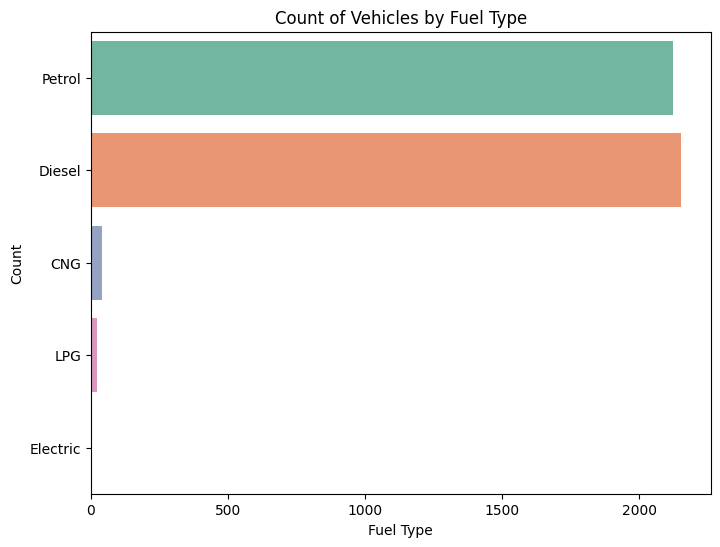 Count of Vehicles by Fuel Type
Petrol
Diesel
CNG
LPG
Electric
Count
0 500 1000 1500 2000
Fuel Type